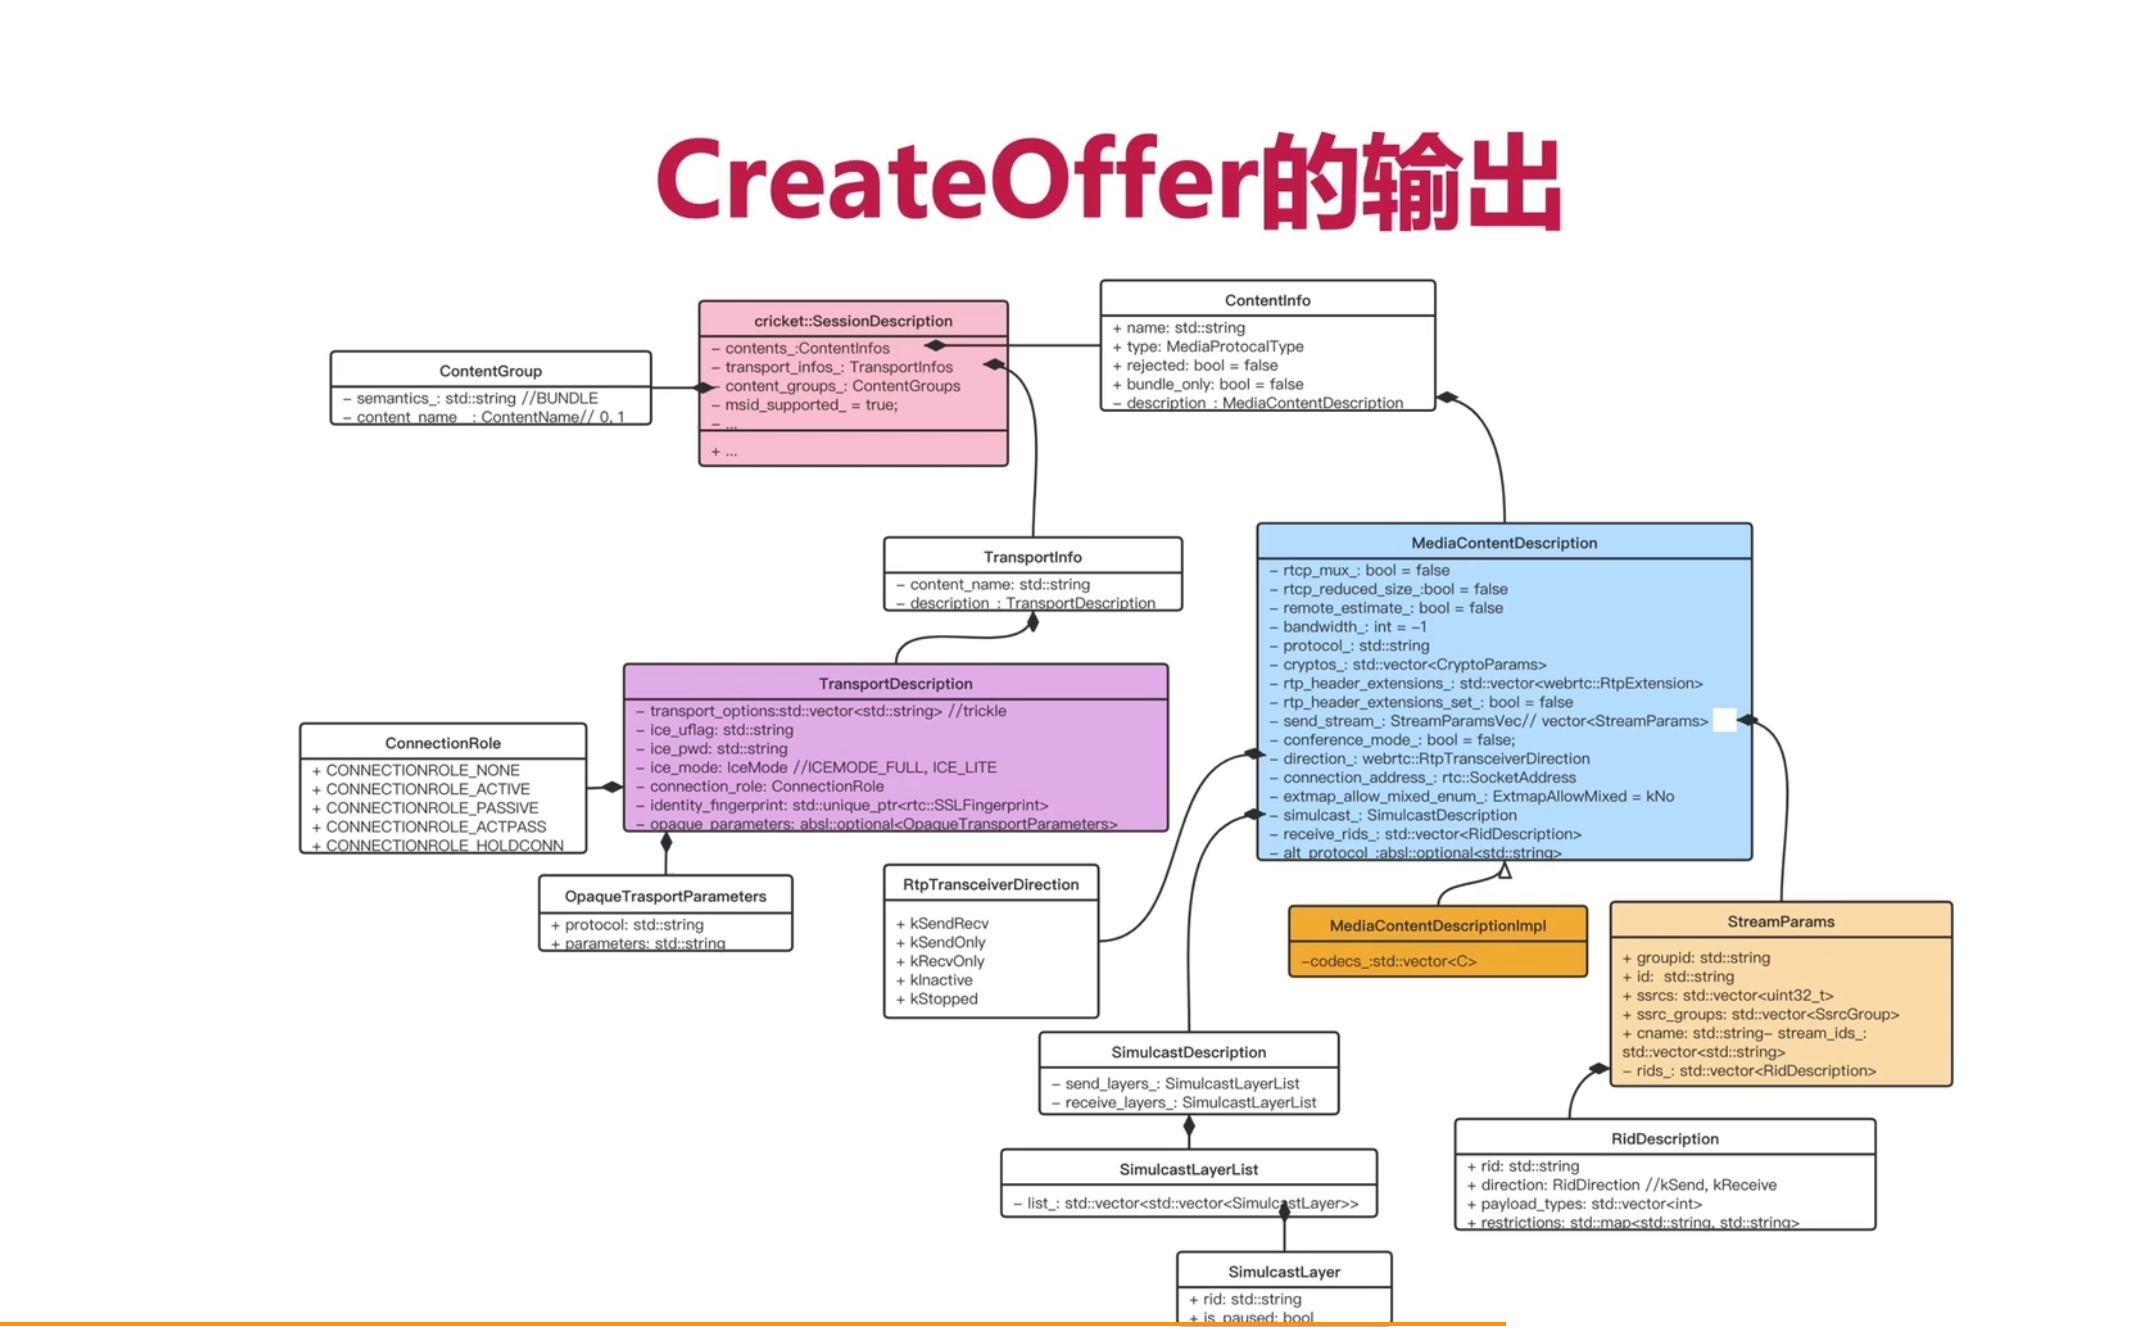 CreateOffer的输出
ContentInfo
+ name: std::string
+ type: MediaProtocalType
+ rejected: bool = false
+ bundle_only: bool = false
– description_: MediaContentDescription
cricket::SessionDescription
– contents_:ContentInfos
– transport_infos_: TransportInfos
– content_groups_: ContentGroups
– msid_supported_ = true;
– ...
+ ...
ContentGroup
– semantics_: std::string //BUNDLE
– content_name_: ContentName// 0, 1
TransportInfo
– content_name: std::string
– description_: TransportDescription
MediaContentDescription
– rtcp_mux_: bool = false
– rtcp_reduced_size_:bool = false
– remote_estimate_: bool = false
– bandwidth_: int = –1
– protocol_: std::string
– cryptos_: std::vector<CryptoParams>
– rtp_header_extensions_: std::vector<webrtc::RtpExtension>
– rtp_header_extensions_set_: bool = false
– send_stream_: StreamParamsVec// vector<StreamParams>
– conference_mode_: bool = false;
– direction_: webrtc::RtpTransceiverDirection
– connection_address_: rtc::SocketAddress
– extmap_allow_mixed_enum_: ExtmapAllowMixed = kNo
– simulcast_: SimulcastDescription
– receive_rids_: std::vector<RidDescription>
– alt_protocol_:absl::optional<std::string>
TransportDescription
– transport_options:std::vector<std::string> //trickle
– ice_uflag: std::string
– ice_pwd: std::string
– ice_mode: IceMode //ICEMODE_FULL, ICE_LITE
– connection_role: ConnectionRole
– identity_fngerprint: std::unique_ptr<rtc::SSLFingerprint>
– opaque_parameters: absl::optional<OpaqueTransportParameters>
ConnectionRole
+ CONNECTIONROLE_NONE
+ CONNECTIONROLE_ACTIVE
+ CONNECTIONROLE_PASSIVE
+ CONNECTIONROLE_ACTPASS
+ CONNECTIONROLE_HOLDCONN
OpaqueTrasportParameters
+ protocol: std::string
+ parameters: std::string
RtpTransceiverDirection
+ kSendRecv
+ kSendOnly
+ kRecvOnly
+ kInactive
+ kStopped
MediaContentDescriptionImpl
–codecs_:std::vector<C>
StreamParams
+ groupid: std::string
+ id:  std::string
+ ssrcs: std::vector<uint32_t>
+ ssrc_groups: std::vector<SsrcGroup>
+ cname: std::string– stream_ids_:
std::vector<std::string>
– rids_: std::vector<RidDescription>
SimulcastDescription
– send_layers_: SimulcastLayerList
– receive_layers_: SimulcastLayerList
RidDescription
+ rid: std::string
+ direction: RidDirection //kSend, kReceive
+ payload_types: std::vector<int>
+ restrictions: std::map<std::string, std::string>
SimulcastLayerList
– list_: std::vector<std::vector<SimulcastLayer>>
SimulcastLayer
+ rid: std::string
+ is_paused: bool